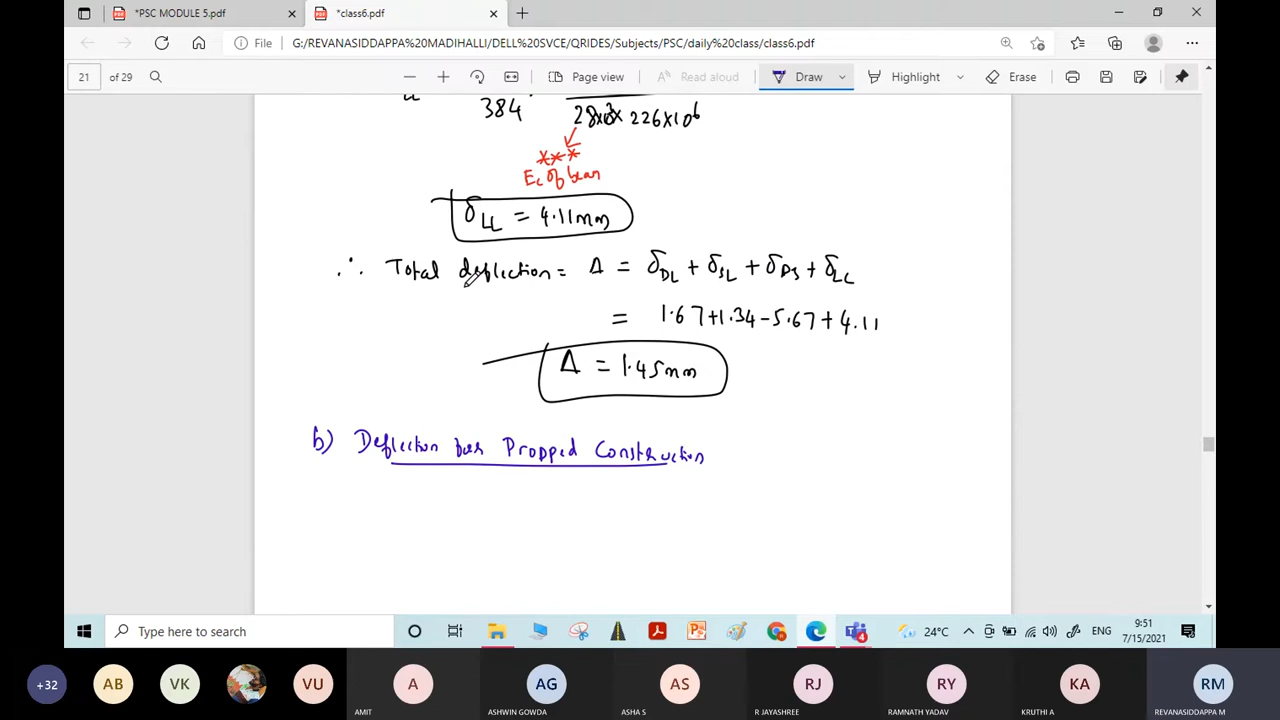 *PSC MODULE 5.pdf
*class6.pdf
File
G:/REVANASIDDAPPA%20MADIHALLI/DELL%20SVCE/QRIDES/Subjects/PSC/daily%20class/class6.pdf
21 of 29
Page view
Read aloud
Draw
Highlight
Erase
384
28x10³x 226x10⁶
***
Ec of beam
δLL = 4.11mm
∴ Total deflection = Δ = δDL + δSL + δPS + δLL
= 1.67+1.34-5.67+4.11
Δ = 1.45mm
b) Deflection for Propped Construction
Type here to search
24°C
ENG
9:51
7/15/2021
4
+32
AB
VK
VU
A
AG
AS
RJ
RY
KA
RM
AMIT
ASHWIN GOWDA
ASHA S
R JAYASHREE
RAMNATH YADAV
KRUTHI A
REVANASIDDAPPA M